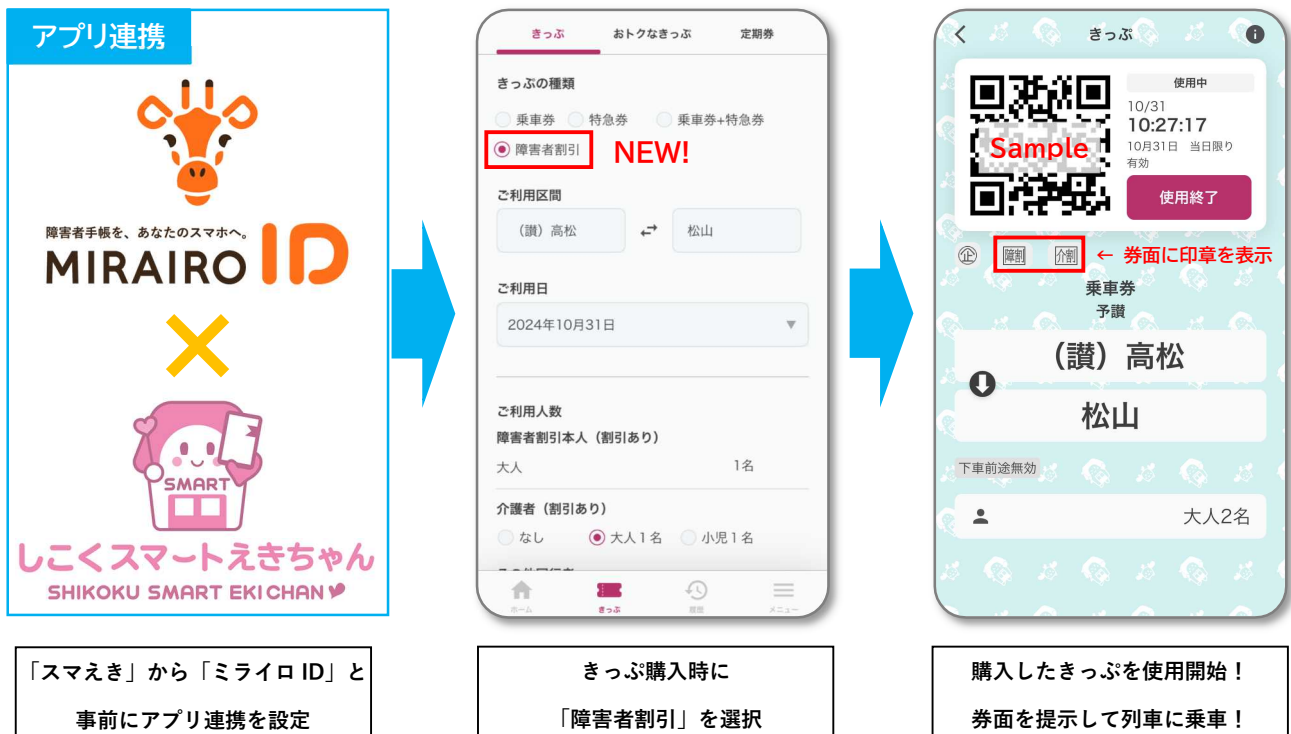 アプリ連携
障害者手帳を、あなたのスマホへ。
MIRAIRO ID
×
SMART
しこくスマートえきちゃん
SHIKOKU SMART EKI CHAN
「スマえき」から「ミライロ ID」と
事前にアプリ連携を設定
きっぷ おトクなきっぷ 定期券
きっぷの種類
乗車券 特急券 乗車券+特急券
障害者割引 NEW!
ご利用区間
（讃）高松 松山
ご利用日
2024年10月31日 ▼
ご利用人数
障害者割引本人（割引あり）
大人 1名
介護者（割引あり）
なし 大人1名 小児1名
ホーム きっぷ 履歴 メニュー
きっぷ購入時に
「障害者割引」を選択
きっぷ
使用中
10/31
10:27:17
10月31日 当日限り
有効
Sample
使用終了
企 障割 介割 ← 券面に印章を表示
乗車券
予讃
（讃）高松
松山
下車前途無効
大人2名
購入したきっぷを使用開始！
券面を提示して列車に乗車！